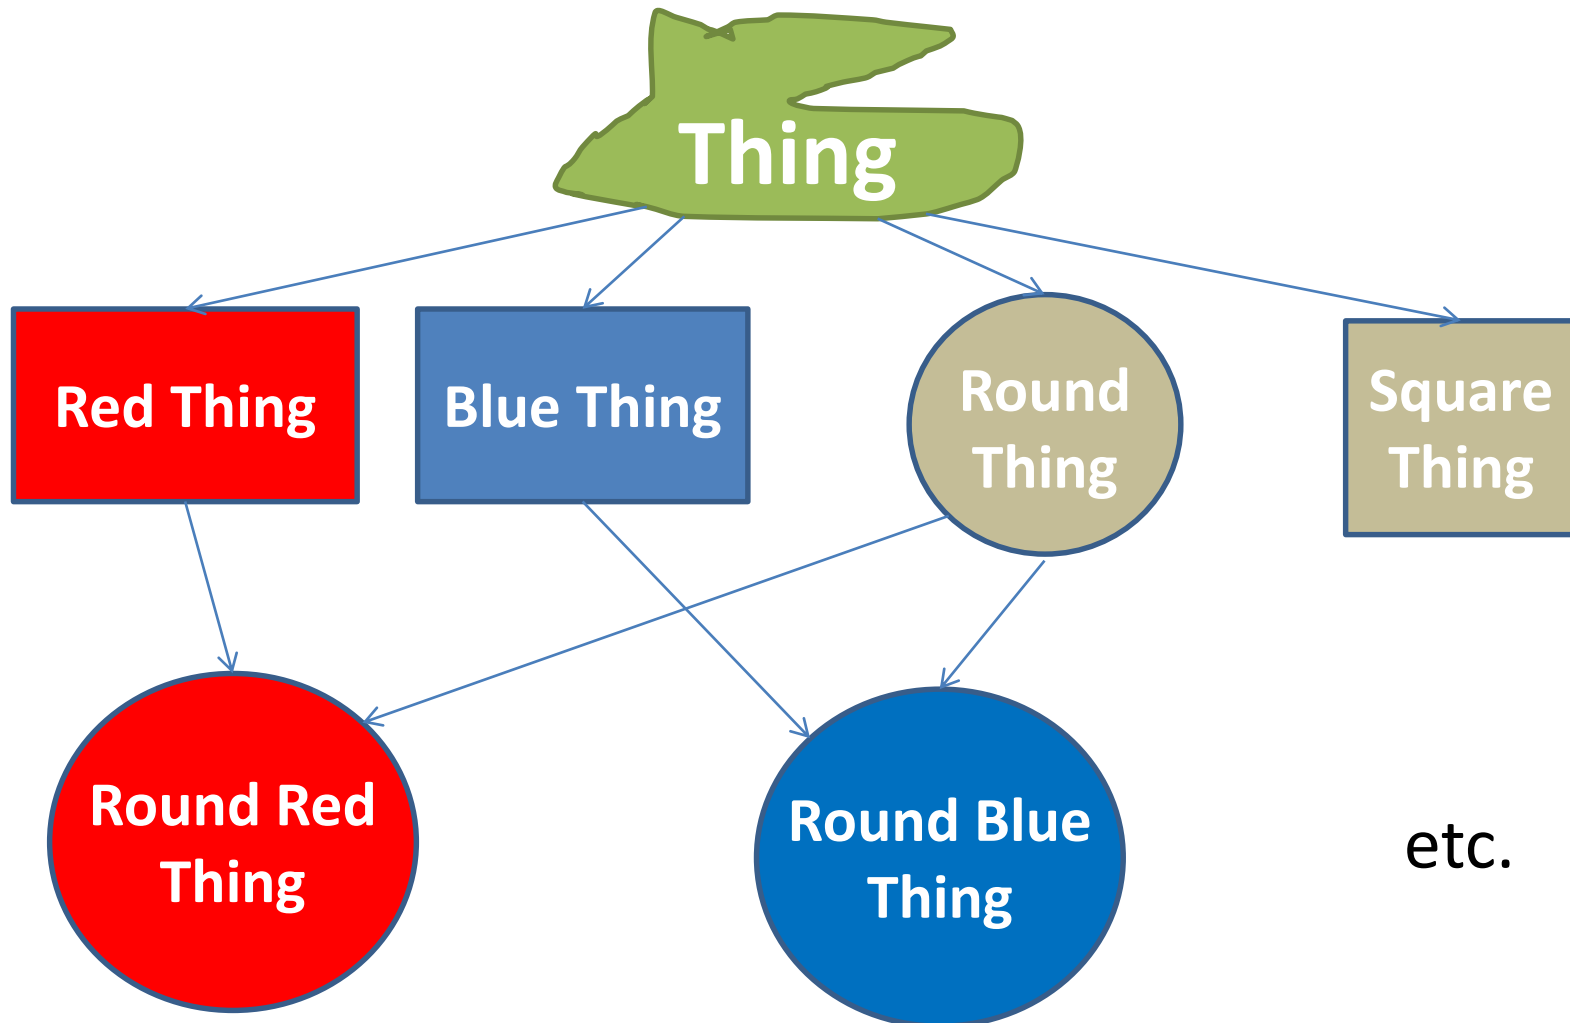 Thing
Red Thing
Blue Thing
Round
Thing
Square
Thing
Round Red
Thing
Round Blue
Thing
etc.